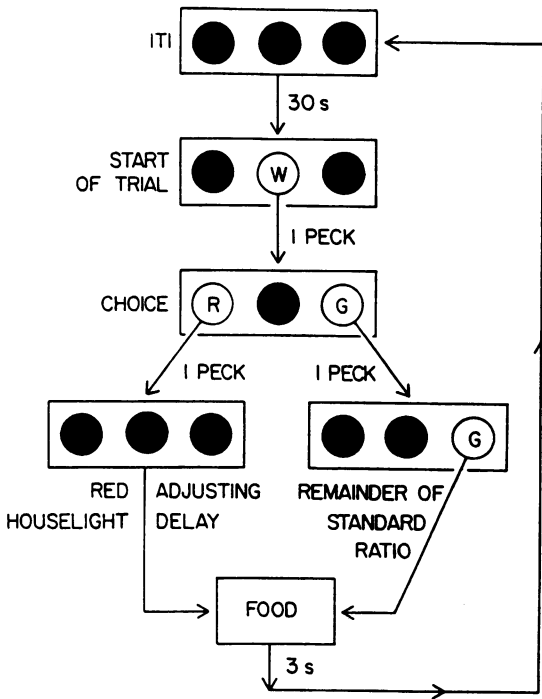 ITI
30 s
START
OF TRIAL
W
1 PECK
CHOICE
R
G
1 PECK
1 PECK
G
RED
HOUSELIGHT
ADJUSTING
DELAY
REMAINDER OF
STANDARD
RATIO
FOOD
3 s